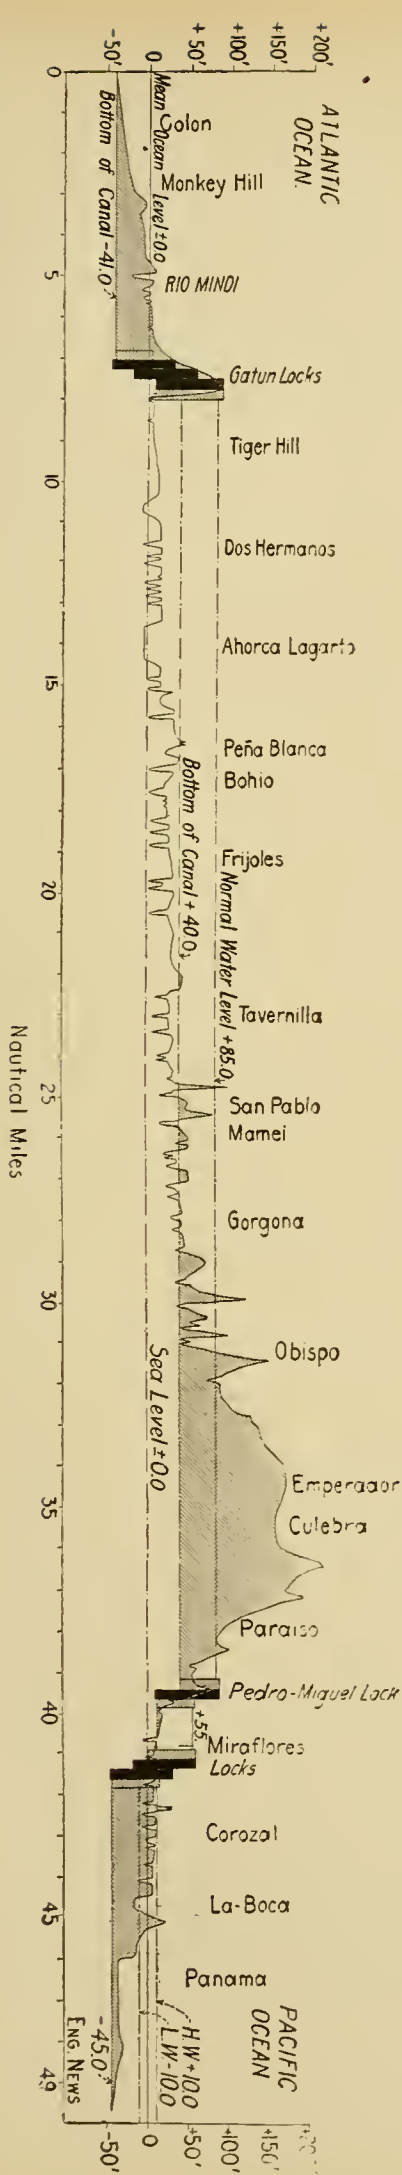 +200'
+150'
+100'
+50'
0
-50'
ATLANTIC
OCEAN.
Mean Ocean Level ±0.0
Bottom of Canal -41.0
Colon
Monkey Hill
RIO MINDI
Gatun Locks
Tiger Hill
Dos Hermanos
Ahorca Lagarto
Peña Blanca
Bohio
Bottom of Canal + 40.0
Frijoles
Normal Water Level +85.0
Tavernilla
San Pablo
Mamei
Gorgona
Obispo
Sea Level ± 0.0
Emperador
Culebra
Paraiso
Pedro-Miguel Lock
+55
Miraflores
Locks
Corozal
La-Boca
Panama
H.W +10.0
L.W -10.0
-45.0
PACIFIC
OCEAN
+150'
+100'
+50'
0
-50'
0
5
10
15
20
25
30
35
40
45
49
Nautical Miles
ENG. NEWS